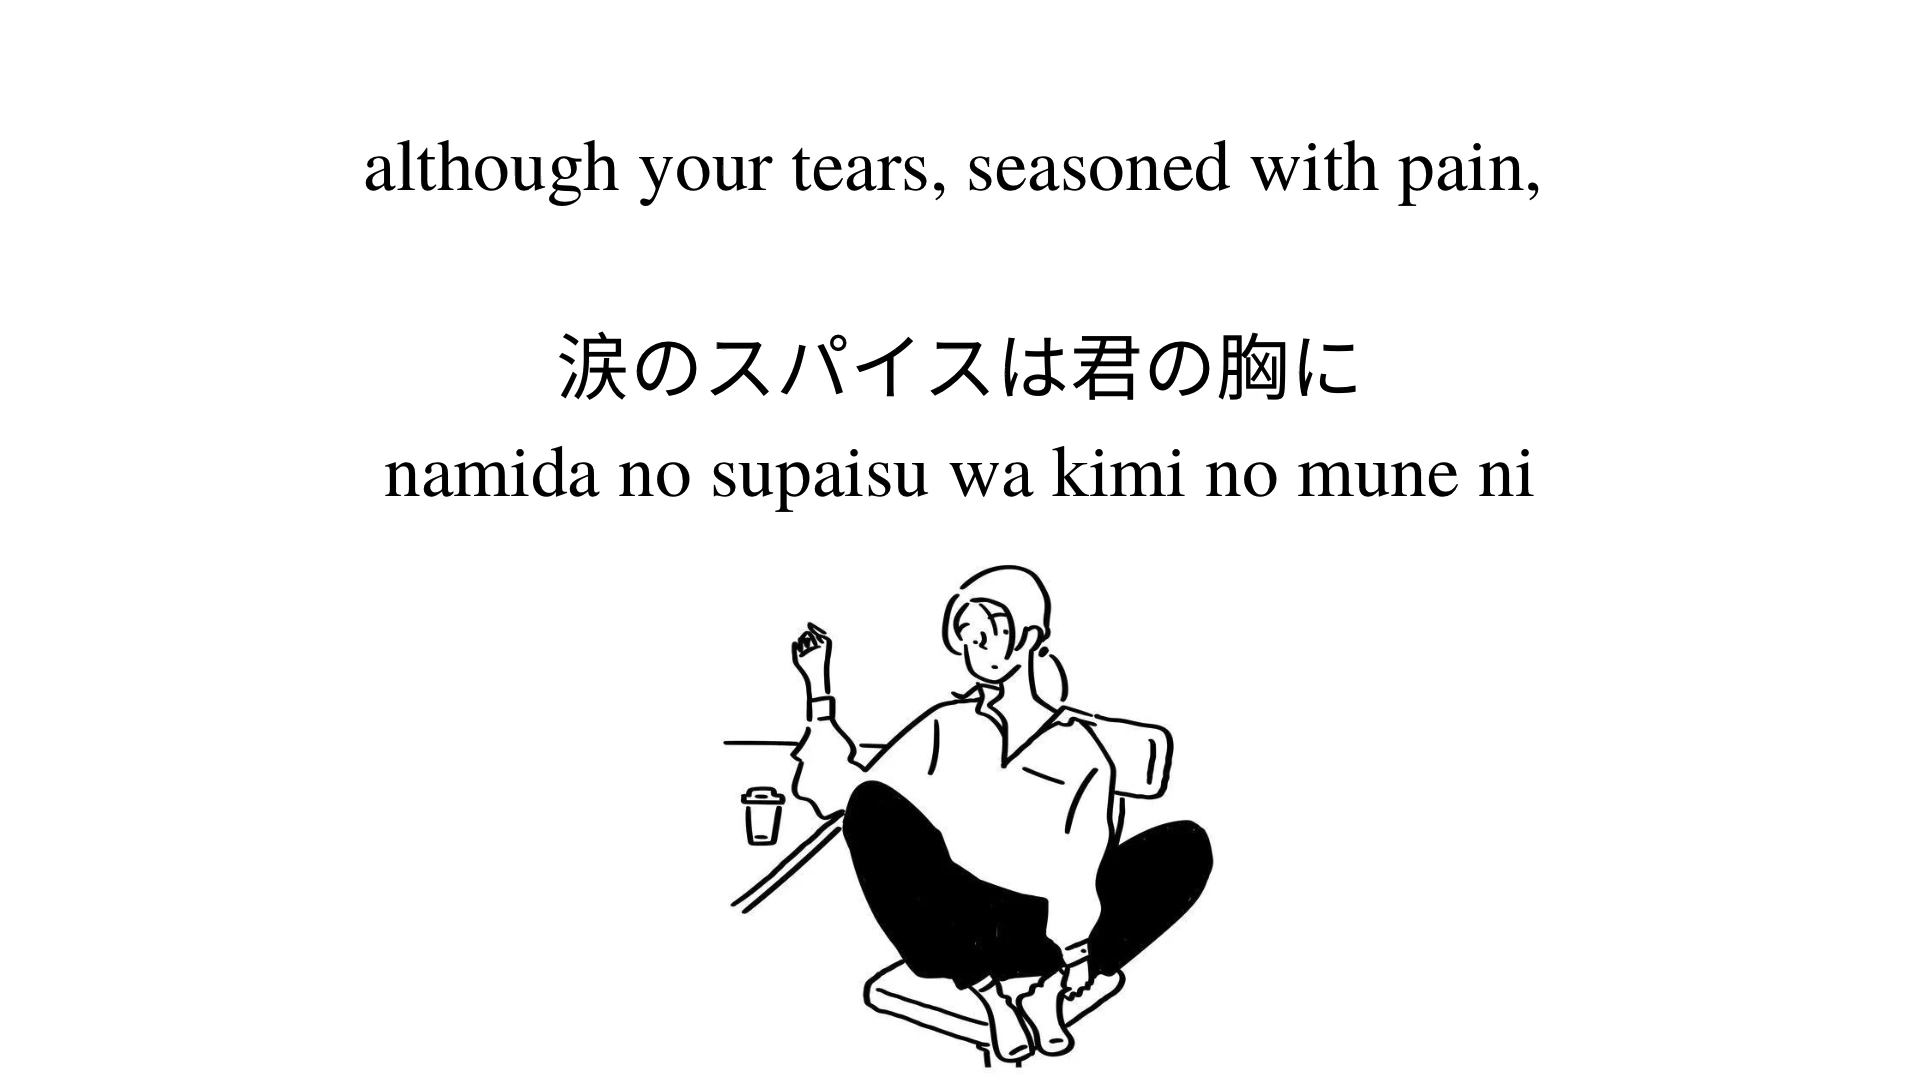 although your tears, seasoned with pain,
涙のスパイスは君の胸に
namida no supaisu wa kimi no mune ni